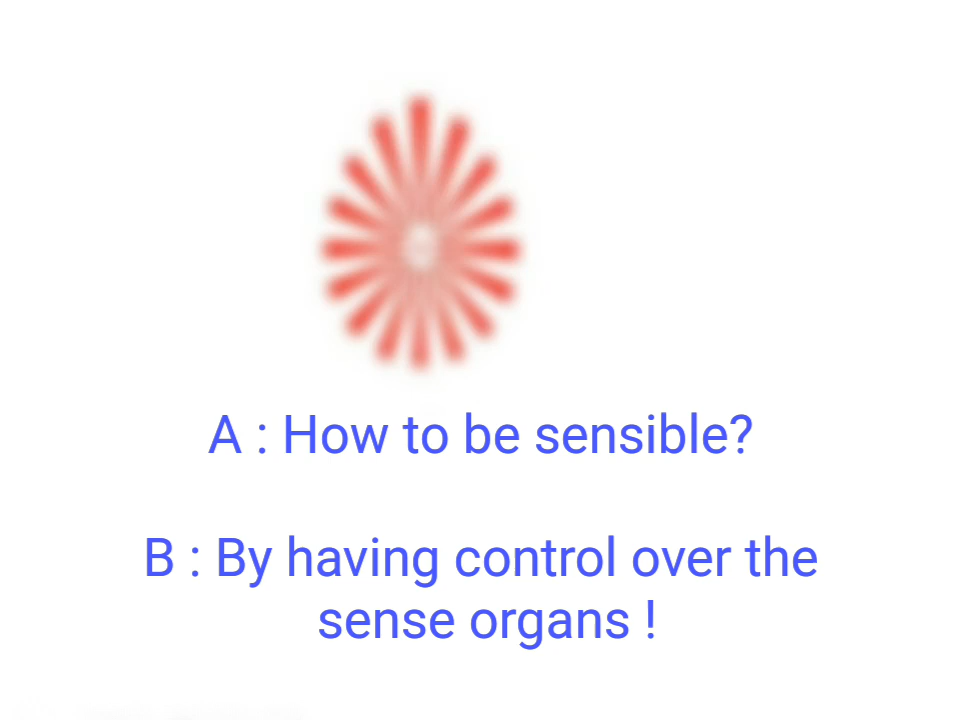 A : How to be sensible?
B : By having control over the
sense organs !